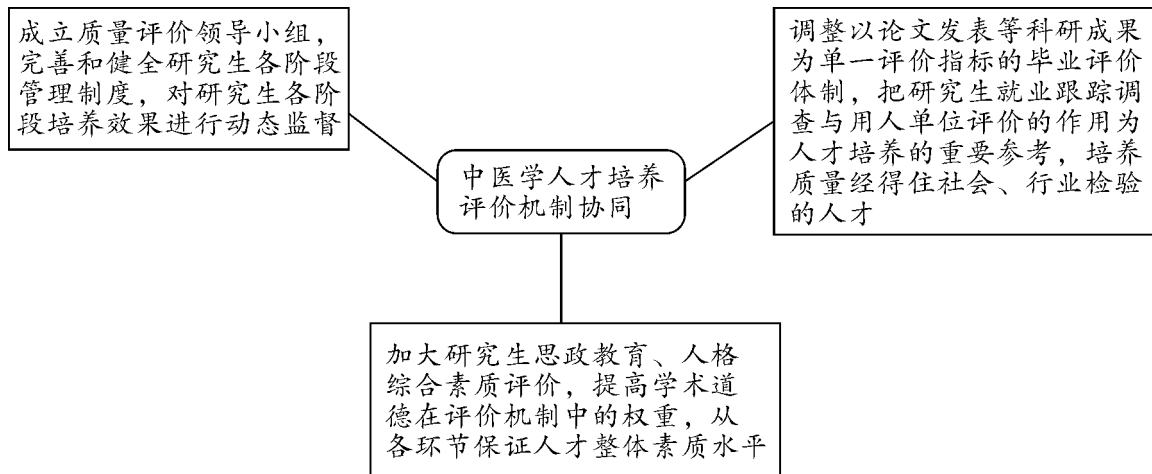 成立质量评价领导小组，
完善和健全研究生各阶段
管理制度，对研究生各阶
段培养效果进行动态监督
调整以论文发表等科研成果
为单一评价指标的毕业评价
体制，把研究生就业跟踪调
查与用人单位评价的作用为
人才培养的重要参考，培养
质量经得住社会、行业检验
的人才
中医学人才培养
评价机制协同
加大研究生思政教育、人格
综合素质评价，提高学术道
德在评价机制中的权重，从
各环节保证人才整体素质水平